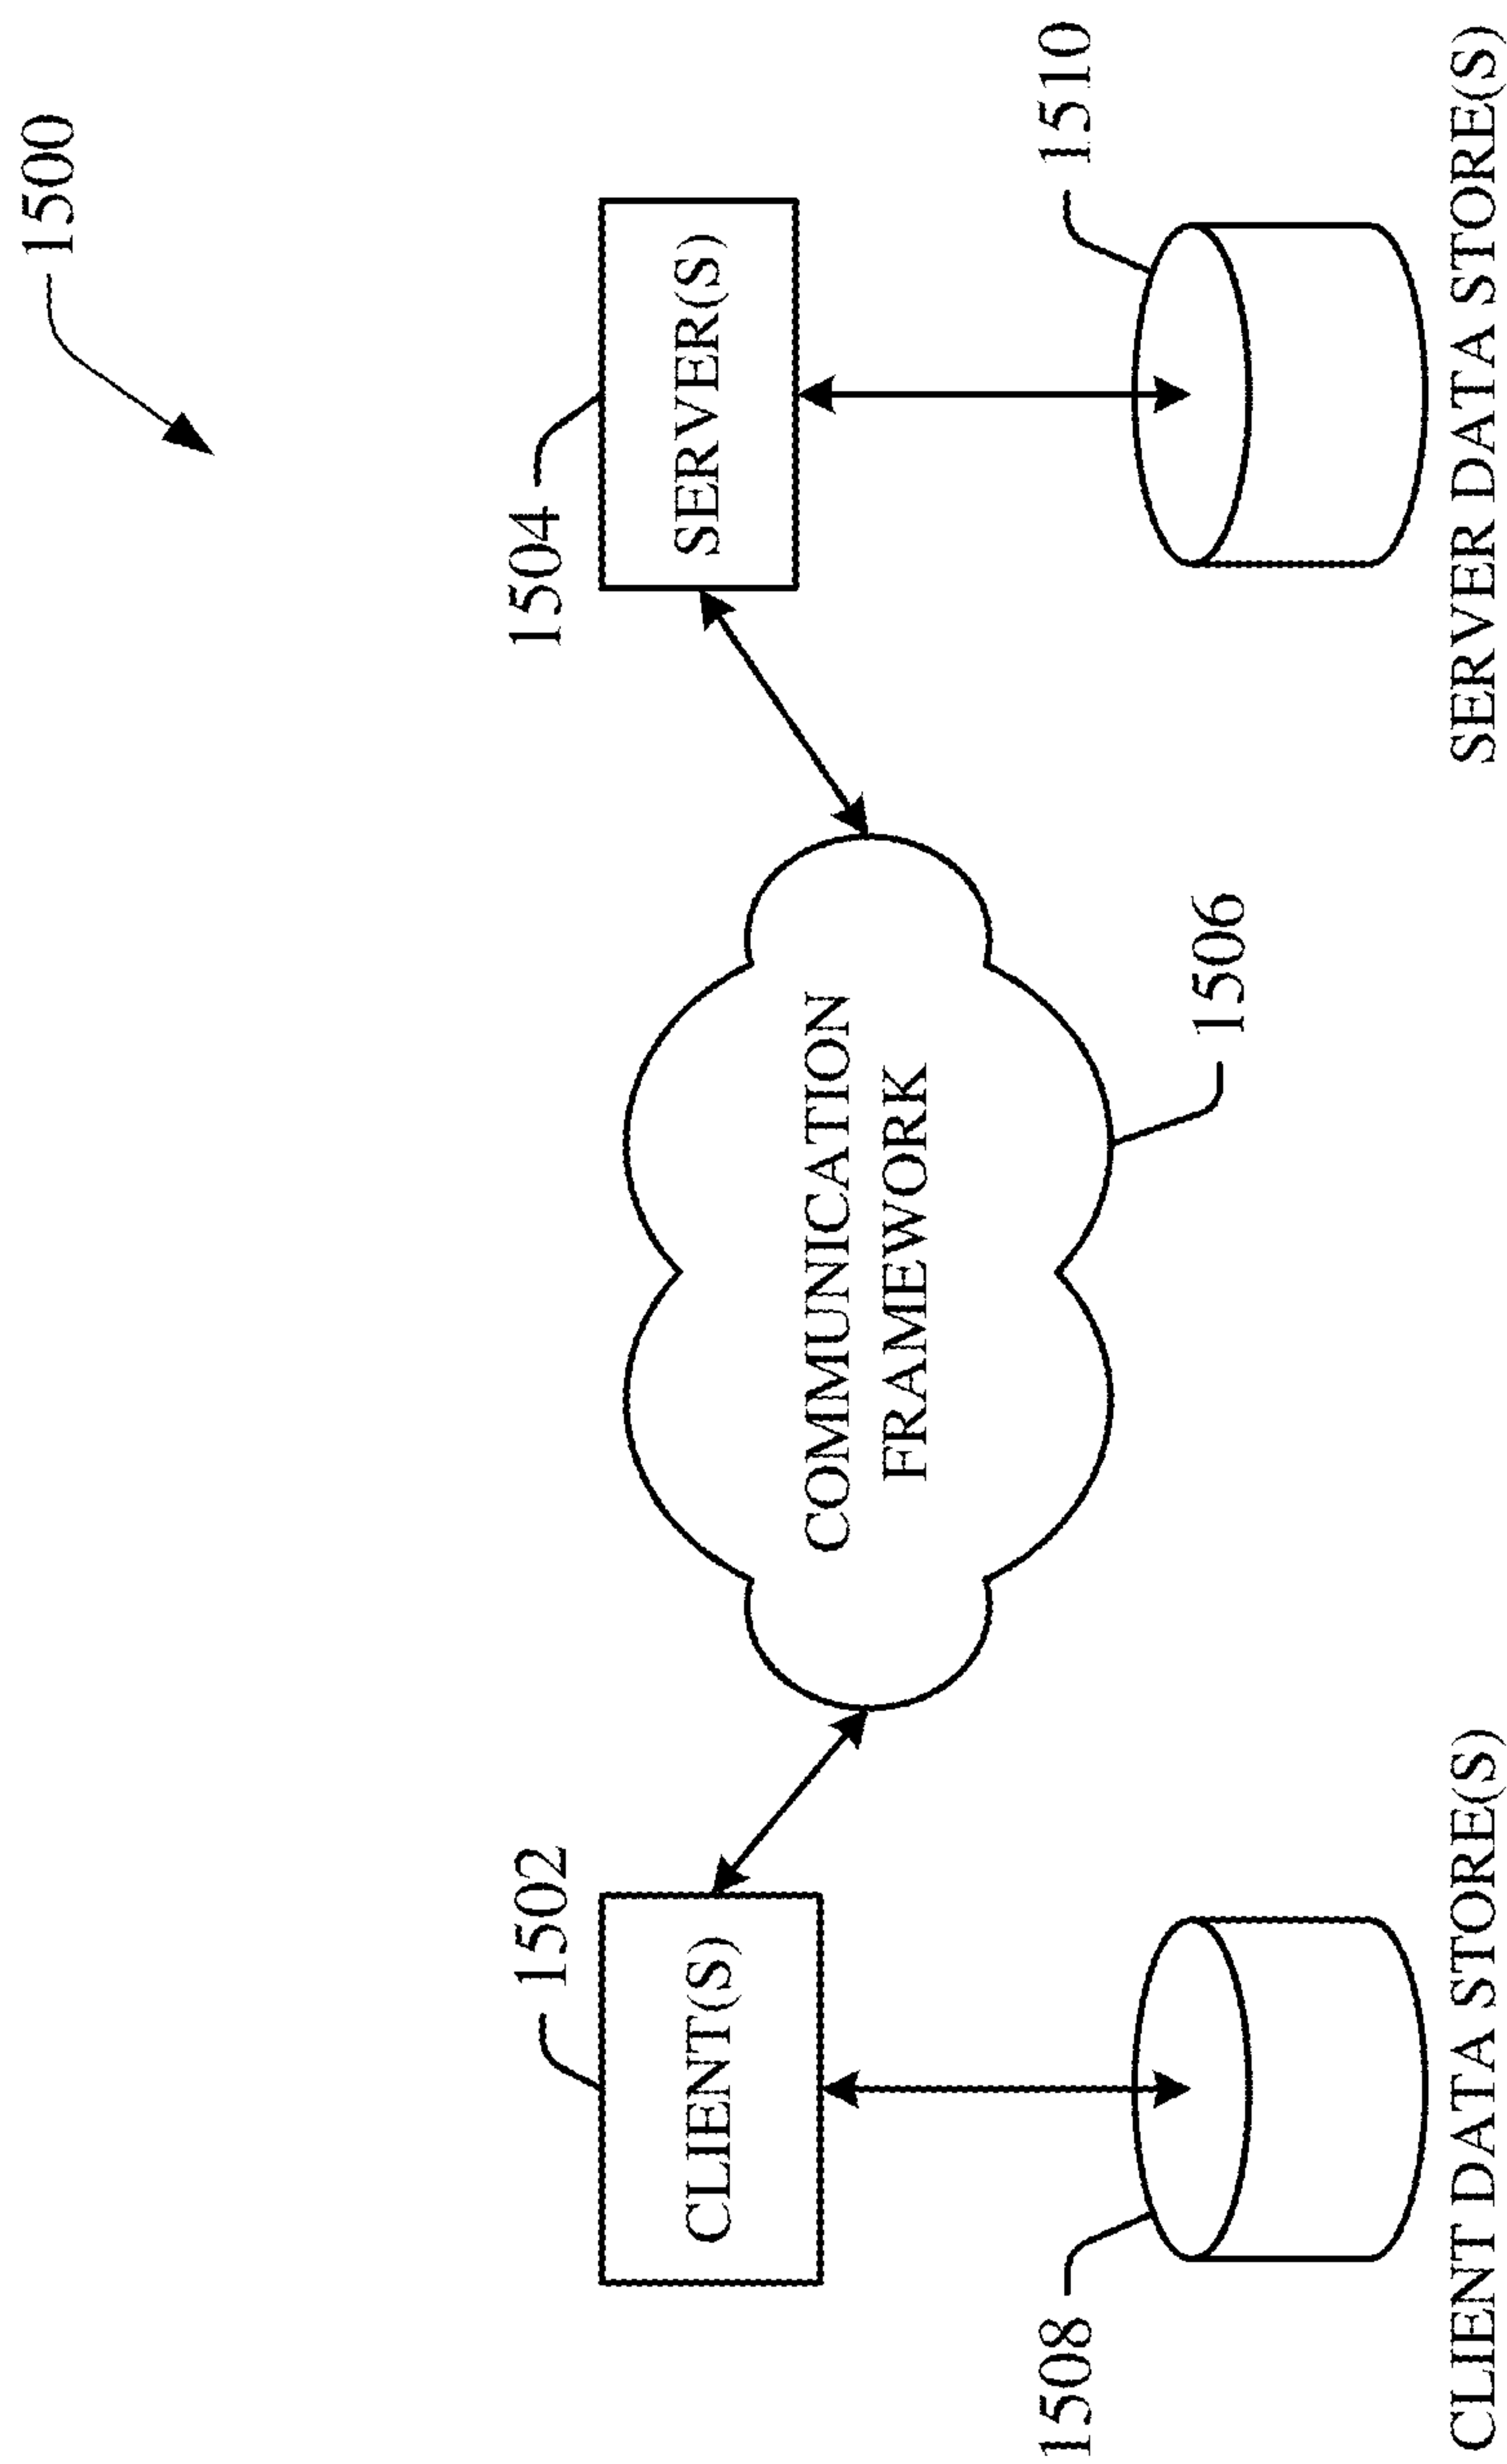 1500
1502
CLIENT(S)
1504
SERVER(S)
COMMUNICATION
FRAMEWORK
1506
1508
1510
CLIENT DATA STORE(S)
SERVER DATA STORE(S)